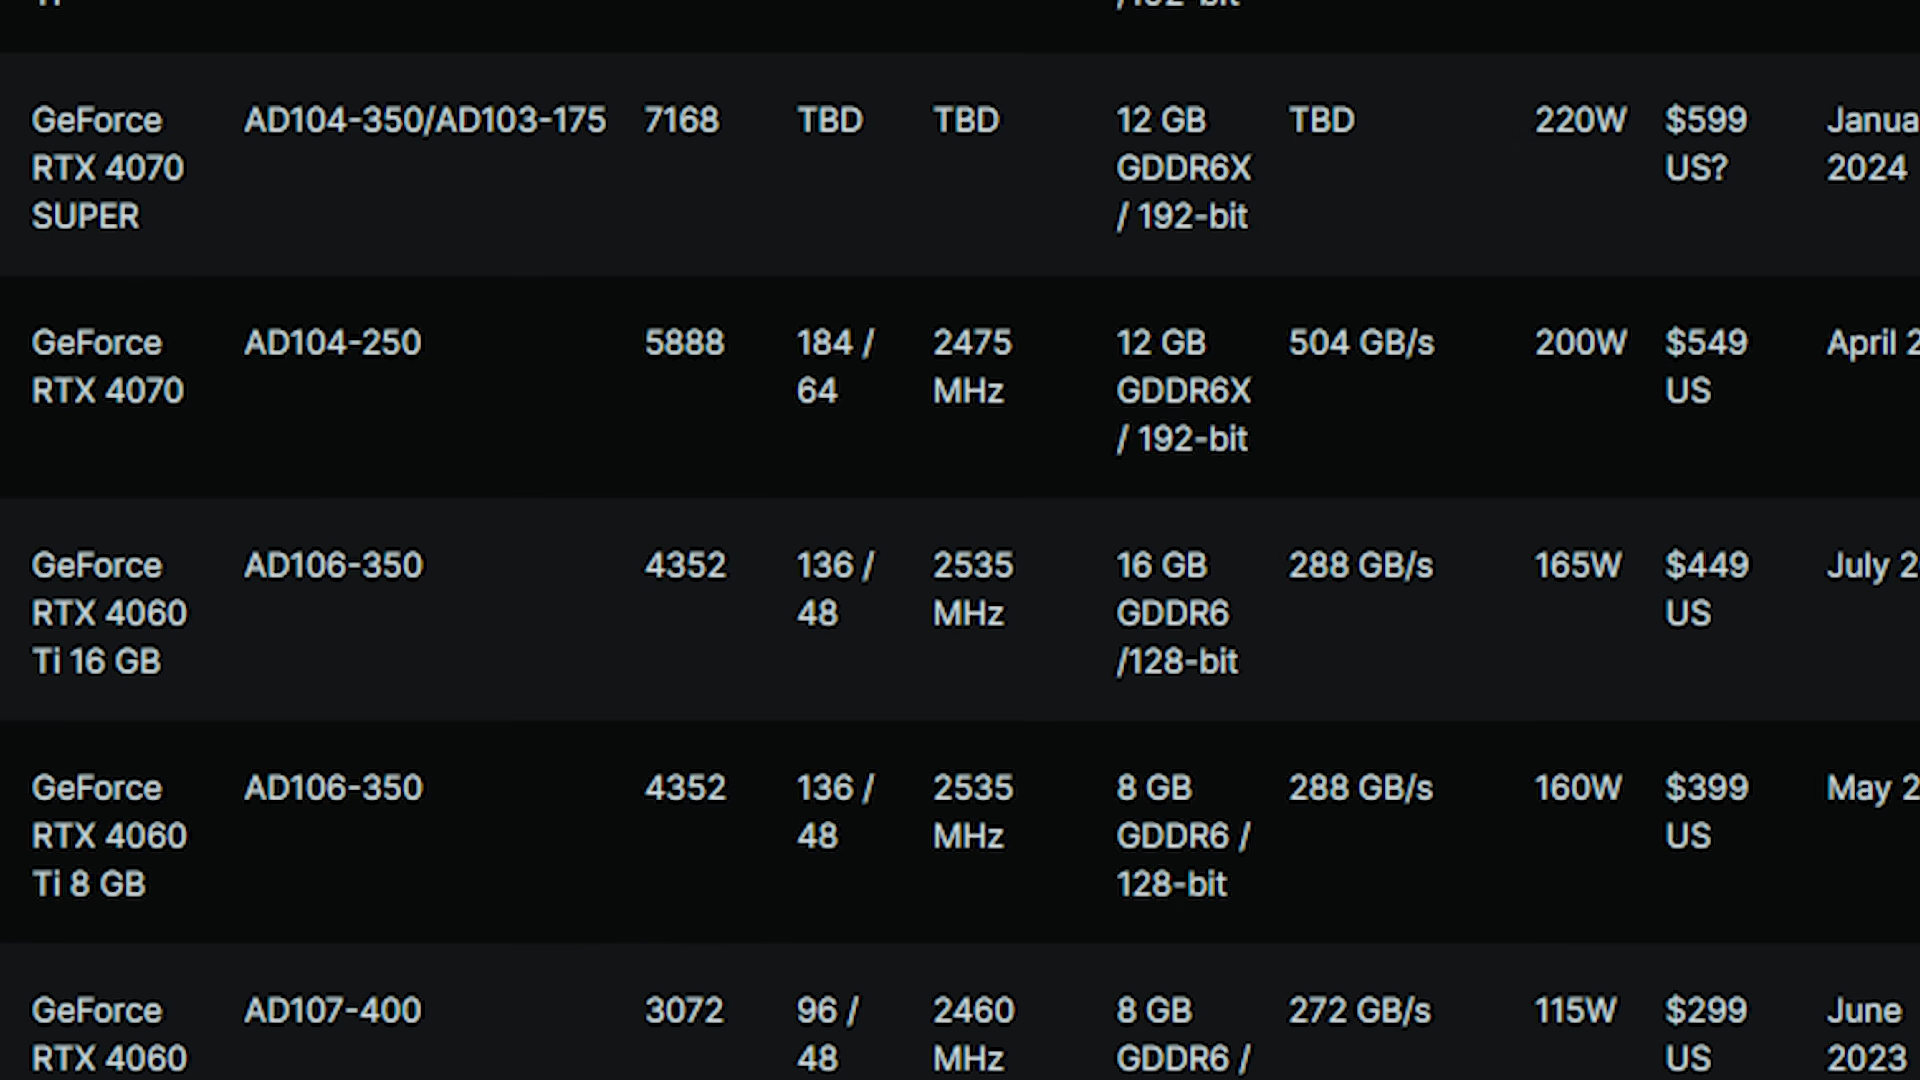 GeForce RTX 4070 SUPER AD104-350/AD103-175 7168 TBD TBD 12 GB GDDR6X / 192-bit TBD 220W $599 US? 2024
GeForce RTX 4070 AD104-250 5888 184 / 64 2475 MHz 12 GB GDDR6X / 192-bit 504 GB/s 200W $549 US April
GeForce RTX 4060 Ti 16 GB AD106-350 4352 136 / 48 2535 MHz 16 GB GDDR6 /128-bit 288 GB/s 165W $449 US July
GeForce RTX 4060 Ti 8 GB AD106-350 4352 136 / 48 2535 MHz 8 GB GDDR6 / 128-bit 288 GB/s 160W $399 US May
GeForce RTX 4060 AD107-400 3072 96 / 48 2460 MHz 8 GB GDDR6 / 272 GB/s 115W $299 US June 2023